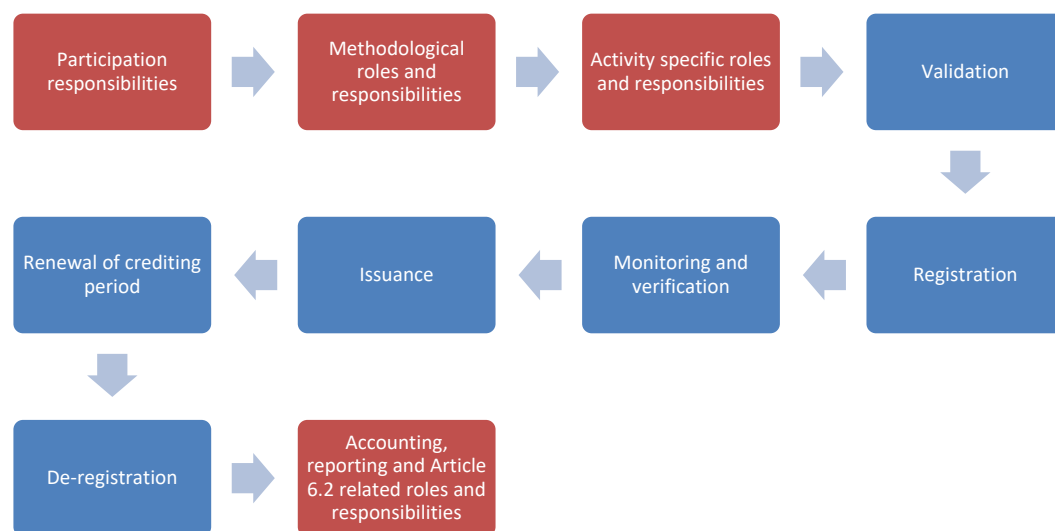 Participation
responsibilities
Methodological
roles and
responsibilities
Activity specific roles
and responsibilities
Validation
Registration
Monitoring and
verification
Issuance
Renewal of crediting
period
De-registration
Accounting,
reporting and Article
6.2 related roles and
responsibilities